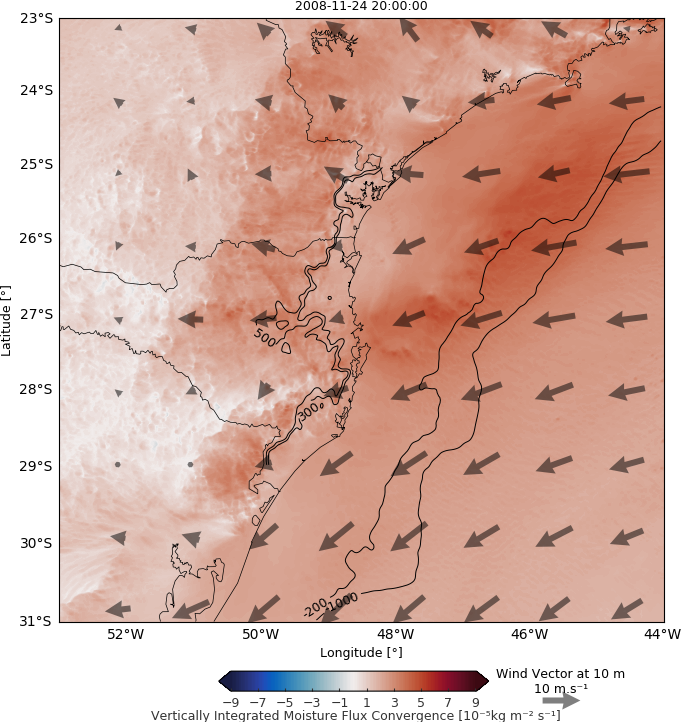 2008-11-24 20:00:00
23°S
24°S
25°S
26°S
27°S
28°S
29°S
30°S
31°S
Latitude [°]
500
300
-200
-1000
52°W 50°W 48°W 46°W 44°W
Longitude [°]
Wind Vector at 10 m
10 m.s⁻¹
−9 −7 −5 −3 −1 1 3 5 7 9
Vertically Integrated Moisture Flux Convergence [10⁻⁵kg m⁻² s⁻¹]